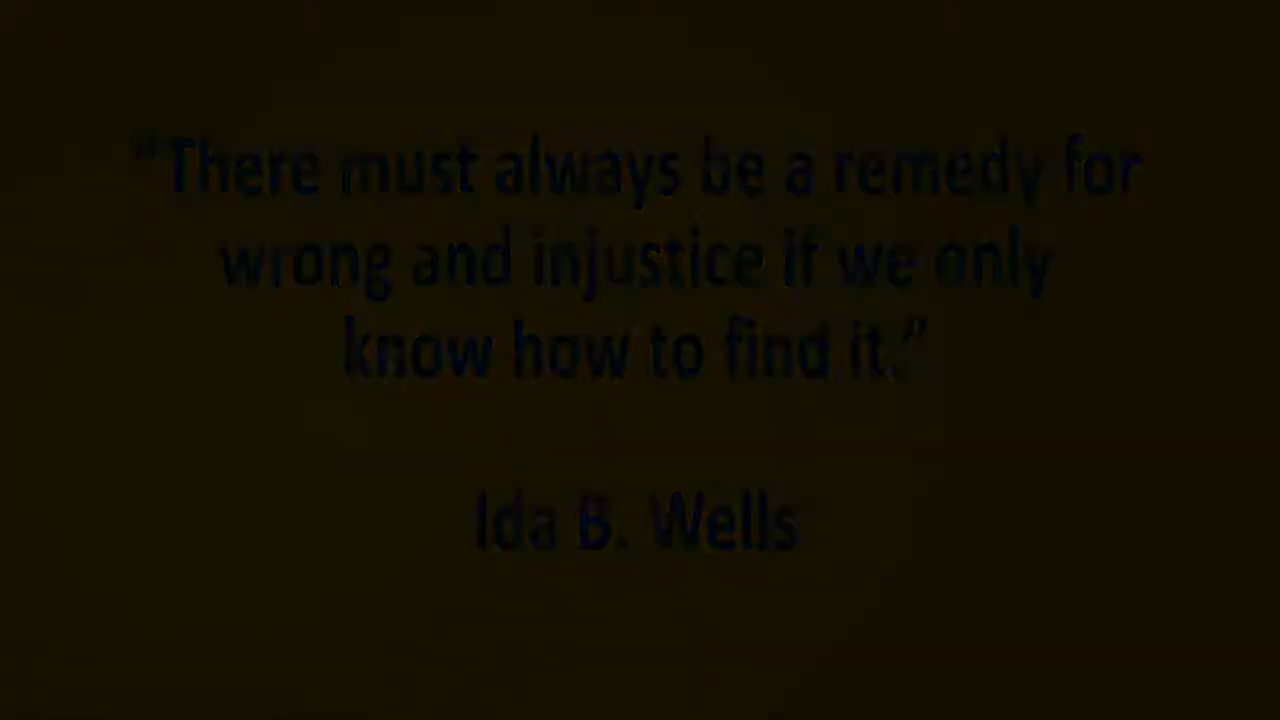 “There must always be a remedy for
wrong and injustice if we only
know how to find it.”
Ida B. Wells